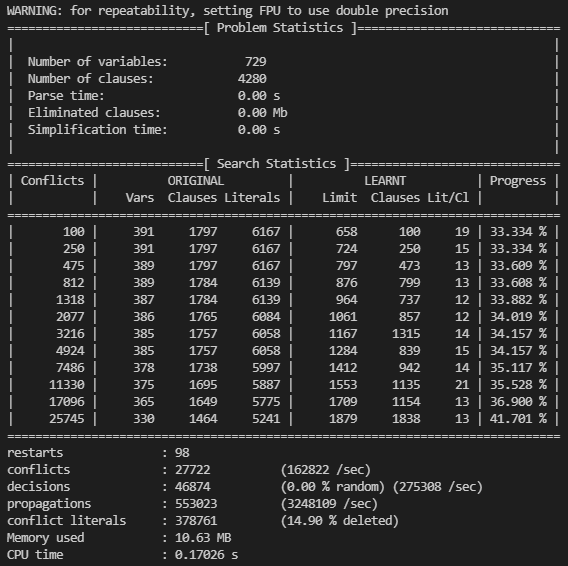 WARNING: for repeatability, setting FPU to use double precision
============================[ Problem Statistics ]=============================
|                                                                             |
|  Number of variables:           729                                         |
|  Number of clauses:            4280                                         |
|  Parse time:                   0.00 s                                       |
|  Eliminated clauses:           0.00 Mb                                      |
|  Simplification time:          0.00 s                                       |
|                                                                             |
============================[ Search Statistics ]==============================
| Conflicts |          ORIGINAL         |          LEARNT          | Progress |
|           |    Vars  Clauses Literals |    Limit  Clauses Lit/Cl |          |
===============================================================================
|       100 |     391     1797     6167 |      658      100     19 | 33.334 % |
|       250 |     391     1797     6167 |      724      250     15 | 33.334 % |
|       475 |     389     1797     6167 |      797      473     13 | 33.609 % |
|       812 |     389     1784     6139 |      876      799     13 | 33.608 % |
|      1318 |     387     1784     6139 |      964      737     12 | 33.882 % |
|      2077 |     386     1765     6084 |     1061      857     12 | 34.019 % |
|      3216 |     385     1757     6058 |     1167     1315     14 | 34.157 % |
|      4924 |     385     1757     6058 |     1284      839     15 | 34.157 % |
|      7486 |     378     1738     5997 |     1412      942     14 | 35.117 % |
|     11330 |     375     1695     5887 |     1553     1135     21 | 35.528 % |
|     17096 |     365     1649     5775 |     1709     1154     13 | 36.900 % |
|     25745 |     330     1464     5241 |     1879     1838     13 | 41.701 % |
===============================================================================
restarts              : 98
conflicts             : 27722          (162822 /sec)
decisions             : 46874          (0.00 % random) (275308 /sec)
propagations          : 553023         (3248109 /sec)
conflict literals     : 378761         (14.90 % deleted)
Memory used           : 10.63 MB
CPU time              : 0.17026 s